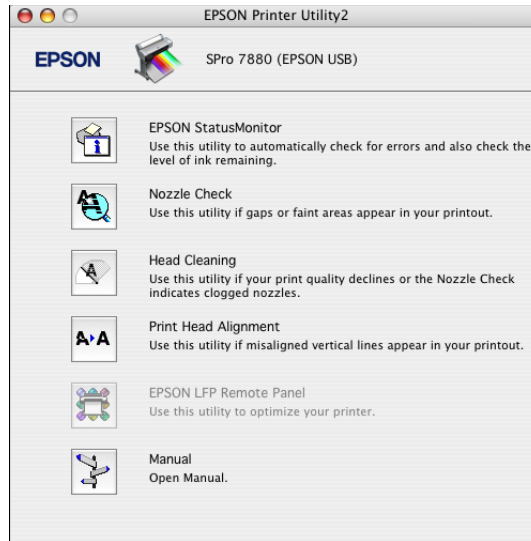 EPSON Printer Utility2
EPSON
SPro 7880 (EPSON USB)
EPSON StatusMonitor
Use this utility to automatically check for errors and also check the
level of ink remaining.
Nozzle Check
Use this utility if gaps or faint areas appear in your printout.
Head Cleaning
Use this utility if your print quality declines or the Nozzle Check
indicates clogged nozzles.
Print Head Alignment
Use this utility if misaligned vertical lines appear in your printout.
EPSON LFP Remote Panel
Use this utility to optimize your printer.
Manual
Open Manual.